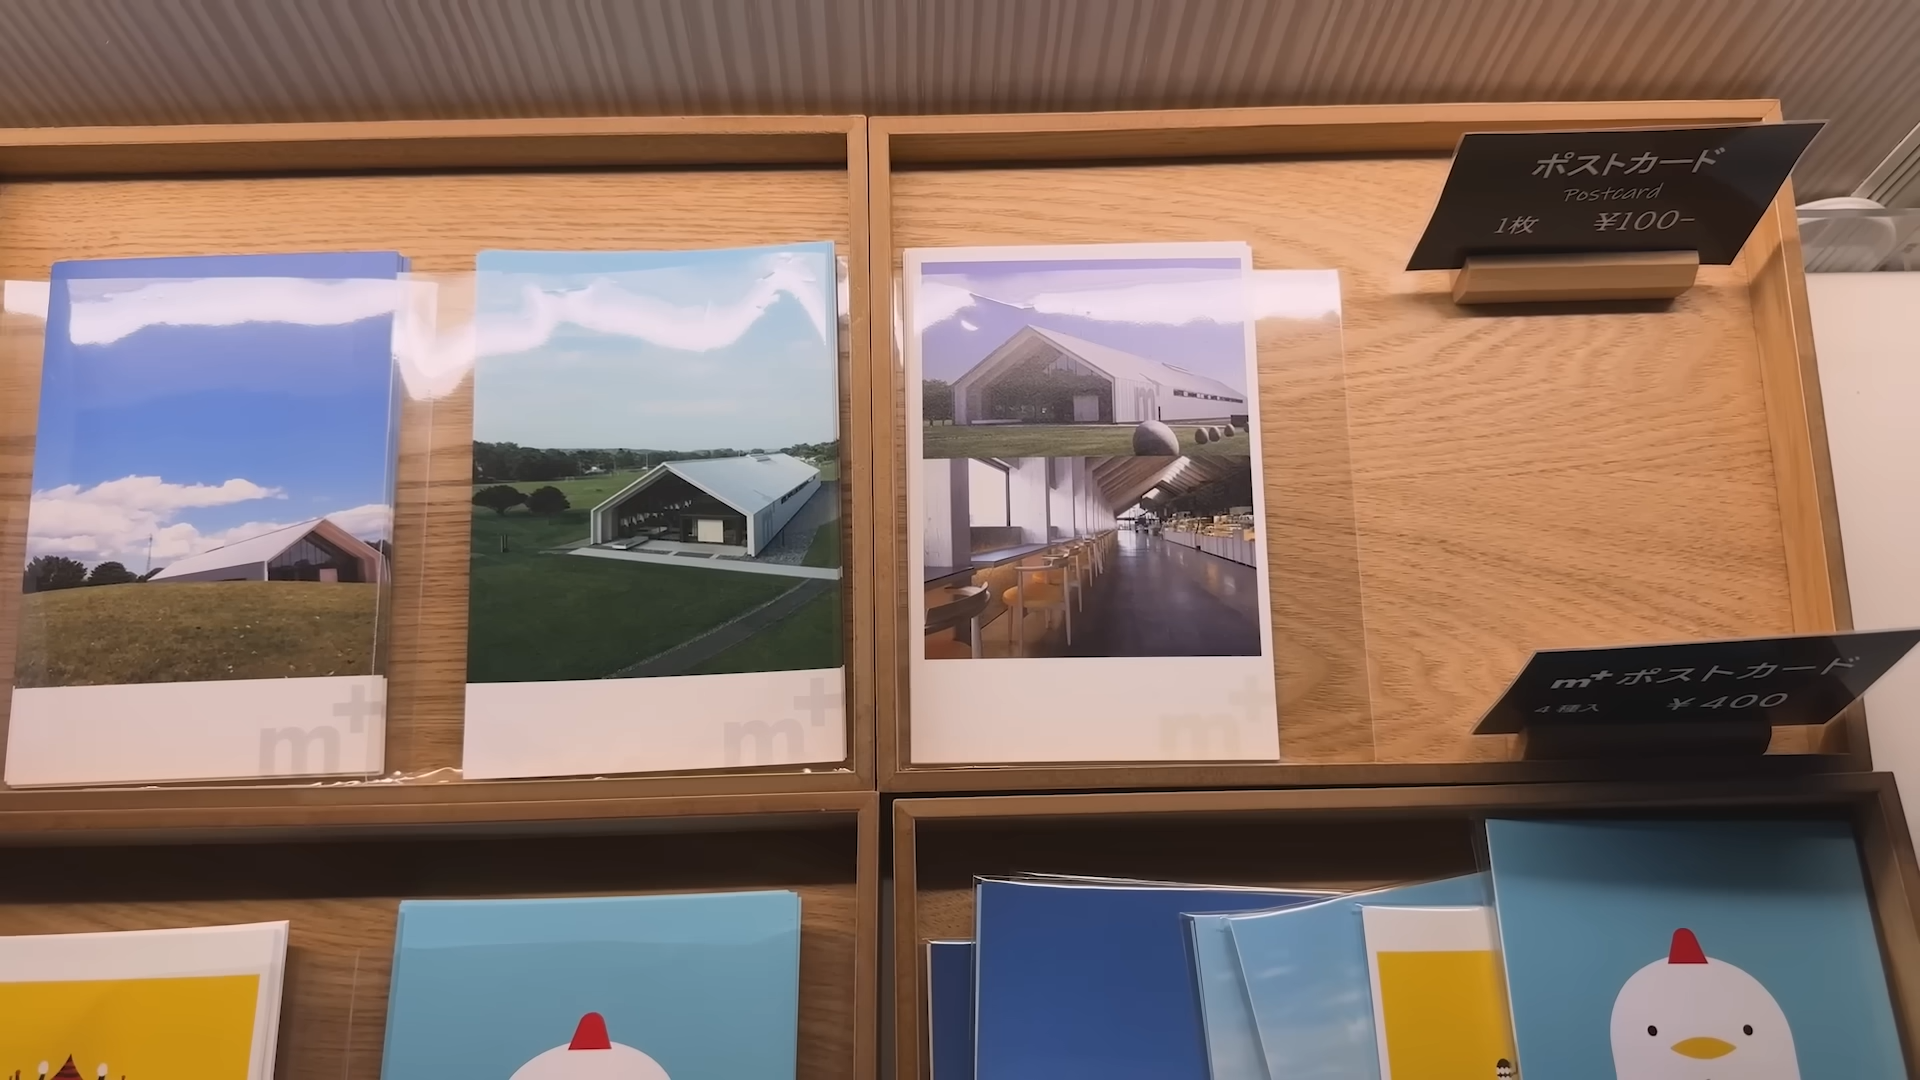 ポストカード
Postcard
1枚 ¥100-
m
m+ ポストカード
4種入 ¥400
m+
m+
m+